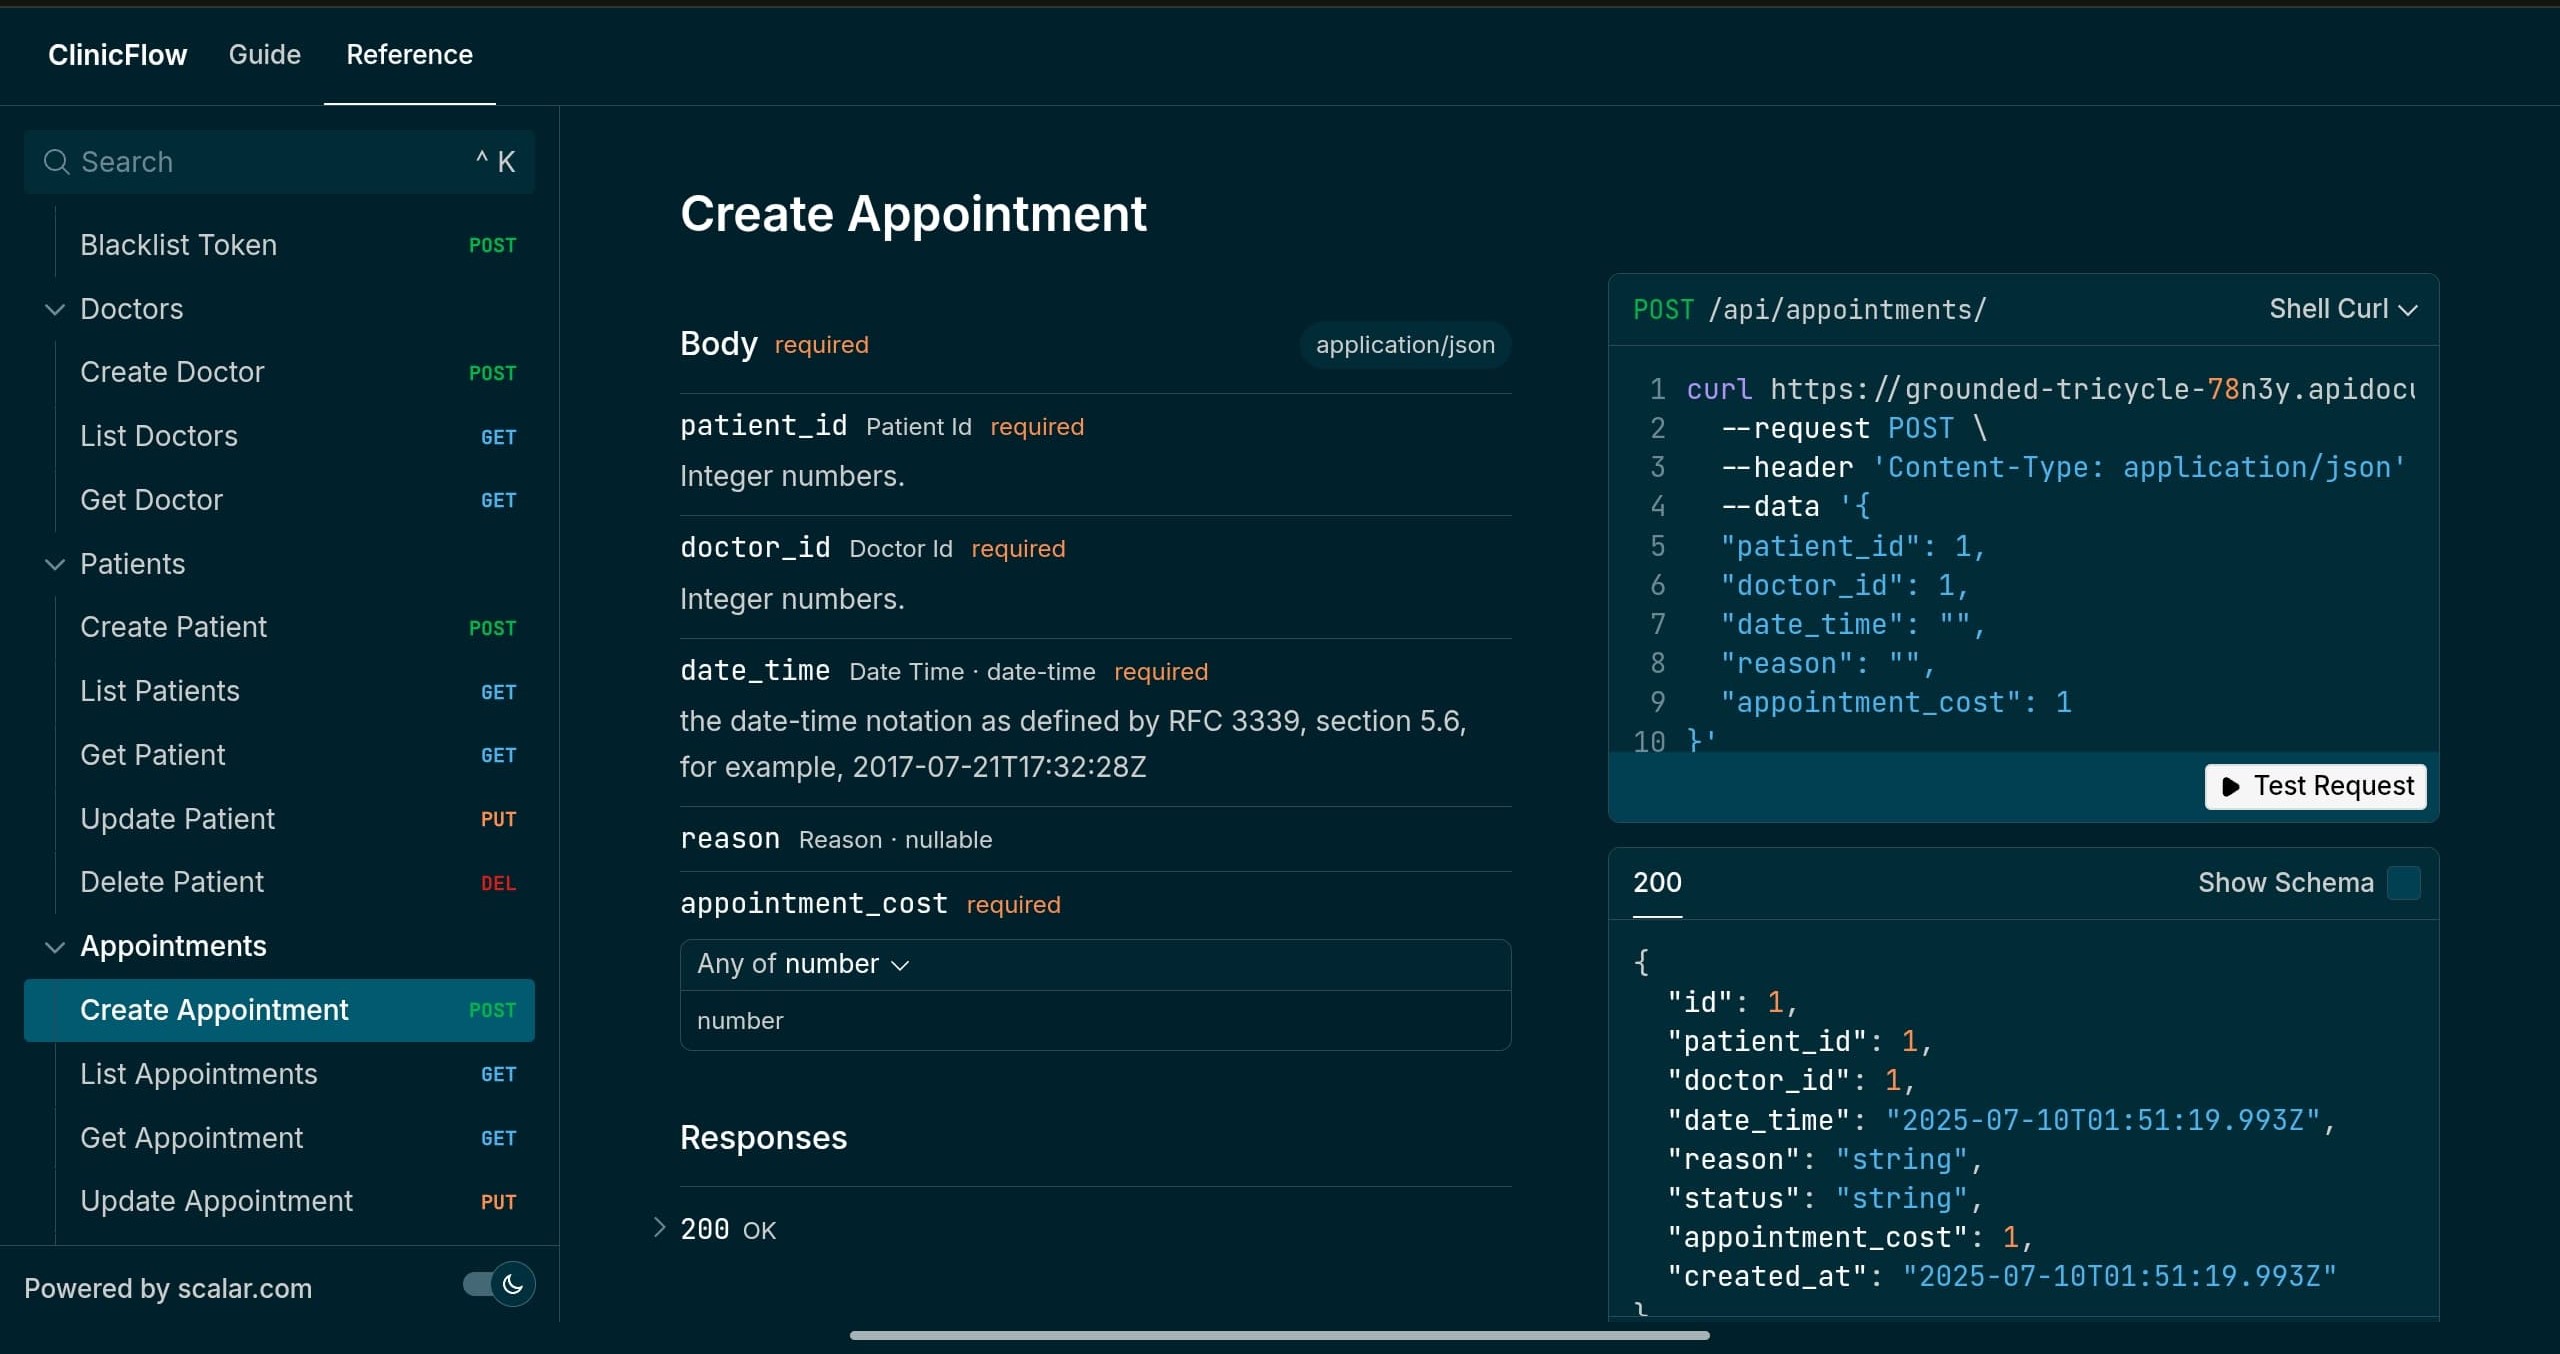 ClinicFlow Guide Reference
Search ^ K
Blacklist Token POST
Doctors
Create Doctor POST
List Doctors GET
Get Doctor GET
Patients
Create Patient POST
List Patients GET
Get Patient GET
Update Patient PUT
Delete Patient DEL
Appointments
Create Appointment POST
List Appointments GET
Get Appointment GET
Update Appointment PUT
Powered by scalar.com
Create Appointment
Body required application/json
patient_id Patient Id required
Integer numbers.
doctor_id Doctor Id required
Integer numbers.
date_time Date Time · date-time required
the date-time notation as defined by RFC 3339, section 5.6,
for example, 2017-07-21T17:32:28Z
reason Reason · nullable
appointment_cost required
Any of number
number
Responses
200 OK
POST /api/appointments/ Shell Curl
1 curl https://grounded-tricycle-78n3y.apidocu
2 --request POST \
3 --header 'Content-Type: application/json'
4 --data '{
5 "patient_id": 1,
6 "doctor_id": 1,
7 "date_time": "",
8 "reason": "",
9 "appointment_cost": 1
10 }'
Test Request
200 Show Schema
{
"id": 1,
"patient_id": 1,
"doctor_id": 1,
"date_time": "2025-07-10T01:51:19.993Z",
"reason": "string",
"status": "string",
"appointment_cost": 1,
"created_at": "2025-07-10T01:51:19.993Z"
}